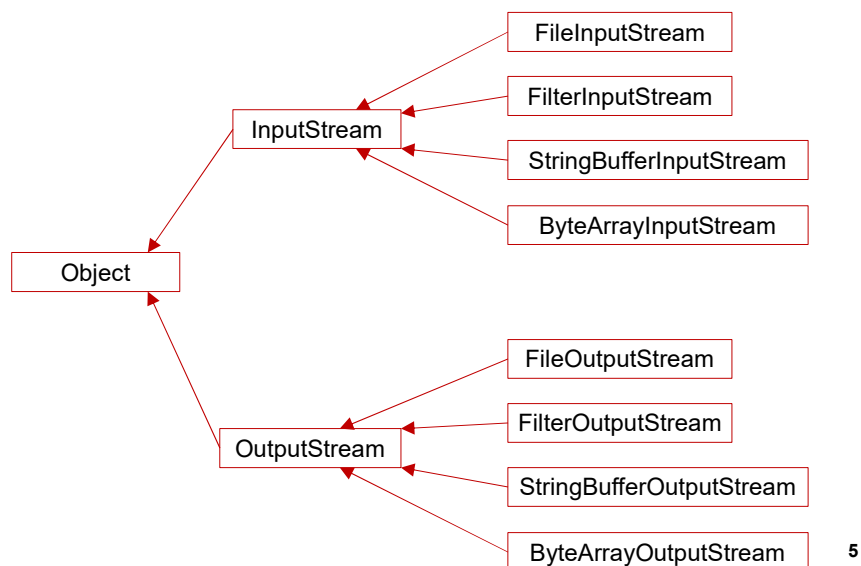 FileInputStream
FilterInputStream
InputStream
StringBufferInputStream
ByteArrayInputStream
Object
FileOutputStream
FilterOutputStream
OutputStream
StringBufferOutputStream
ByteArrayOutputStream
5